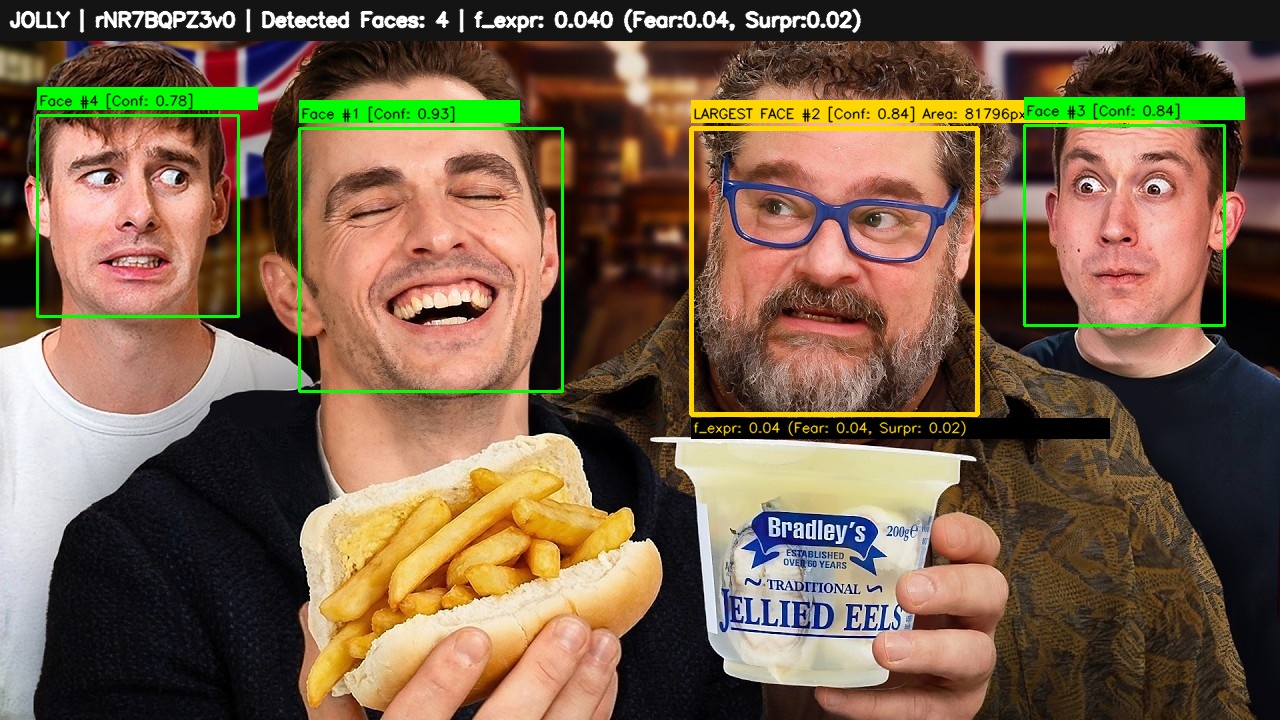 JOLLY | rNR7BQPZ3v0 | Detected Faces: 4 | f_expr: 0.040 (Fear:0.04, Surpr:0.02)
Face #4 [Conf: 0.78]
Face #1 [Conf: 0.93]
LARGEST FACE #2 [Conf: 0.84] Area: 81796px
Face #3 [Conf: 0.84]
f_expr: 0.04 (Fear: 0.04, Surpr: 0.02)
Bradley's
200g℮
ESTABLISHED
OVER 60 YEARS
TRADITIONAL
JELLIED EELS